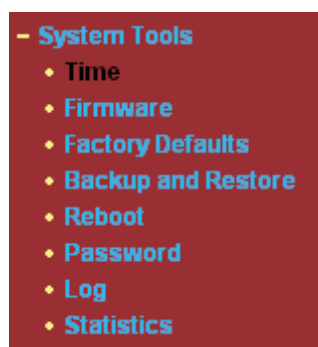 – System Tools
• Time
• Firmware
• Factory Defaults
• Backup and Restore
• Reboot
• Password
• Log
• Statistics